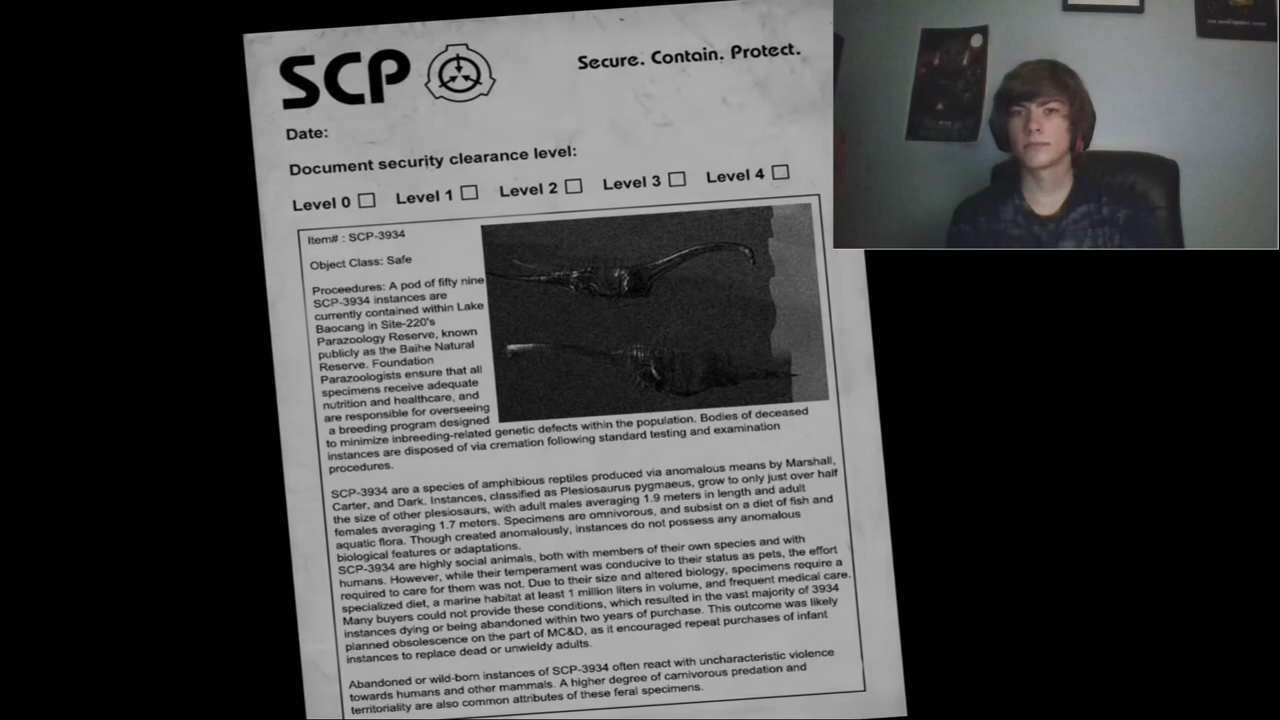 SCP
Secure. Contain. Protect.
Date:
Document security clearance level:
Level 0 Level 1 Level 2 Level 3 Level 4
Item# : SCP-3934
Object Class: Safe
Proceedures: A pod of fifty nine
SCP-3934 instances are
currently contained within Lake
Baocang in Site-220's
Parazoology Reserve, known
publicly as the Baihe Natural
Reserve. Foundation
Parazoologists ensure that all
specimens receive adequate
nutrition and healthcare, and
are responsible for overseeing
a breeding program designed
to minimize inbreeding-related genetic defects within the population. Bodies of deceased
instances are disposed of via cremation following standard testing and examination
procedures.
SCP-3934 are a species of amphibious reptiles produced via anomalous means by Marshall,
Carter, and Dark. Instances, classified as Plesiosaurus pygmaeus, grow to only just over half
the size of other plesiosaurs, with adult males averaging 1.9 meters in length and adult
females averaging 1.7 meters. Specimens are omnivorous, and subsist on a diet of fish and
aquatic flora. Though created anomalously, instances do not possess any anomalous
biological features or adaptations.
SCP-3934 are highly social animals, both with members of their own species and with
humans. However, while their temperament was conducive to their status as pets, the effort
required to care for them was not. Due to their size and altered biology, specimens require a
specialized diet, a marine habitat at least 1 million liters in volume, and frequent medical care.
Many buyers could not provide these conditions, which resulted in the vast majority of 3934
instances dying or being abandoned within two years of purchase. This outcome was likely
planned obsolescence on the part of MC&D, as it encouraged repeat purchases of infant
instances to replace dead or unwieldy adults.
Abandoned or wild-born instances of SCP-3934 often react with uncharacteristic violence
towards humans and other mammals. A higher degree of carnivorous predation and
territoriality are also common attributes of these feral specimens.